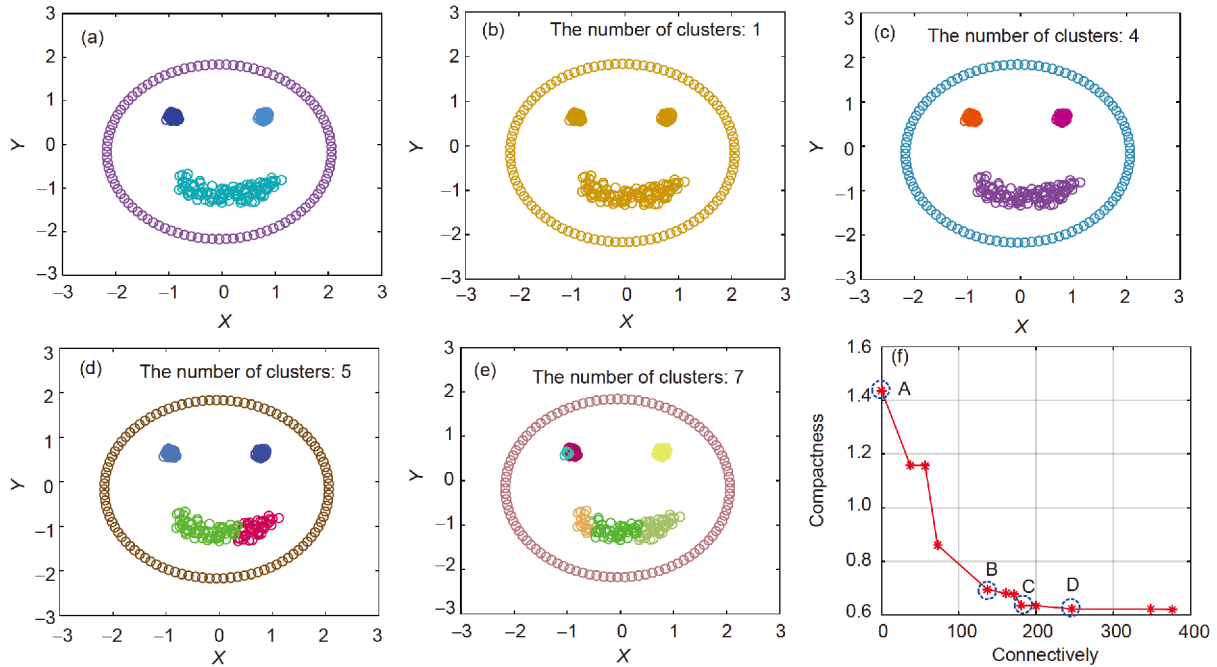 (a)
3
2
1
0
−1
−2
−3
Y
−3 −2 −1 0 1 2 3
X
(b)
The number of clusters: 1
3
2
1
0
−1
−2
−3
Y
−3 −2 −1 0 1 2 3
X
(c)
The number of clusters: 4
3
2
1
0
−1
−2
−3
Y
−3 −2 −1 0 1 2 3
X
(d)
The number of clusters: 5
3
2
1
0
−1
−2
−3
Y
−3 −2 −1 0 1 2 3
X
(e)
The number of clusters: 7
3
2
1
0
−1
−2
−3
Y
−3 −2 −1 0 1 2 3
X
(f)
1.6
1.4
1.2
1.0
0.8
0.6
Compactness
A
B
C
D
0 100 200 300 400
Connectively